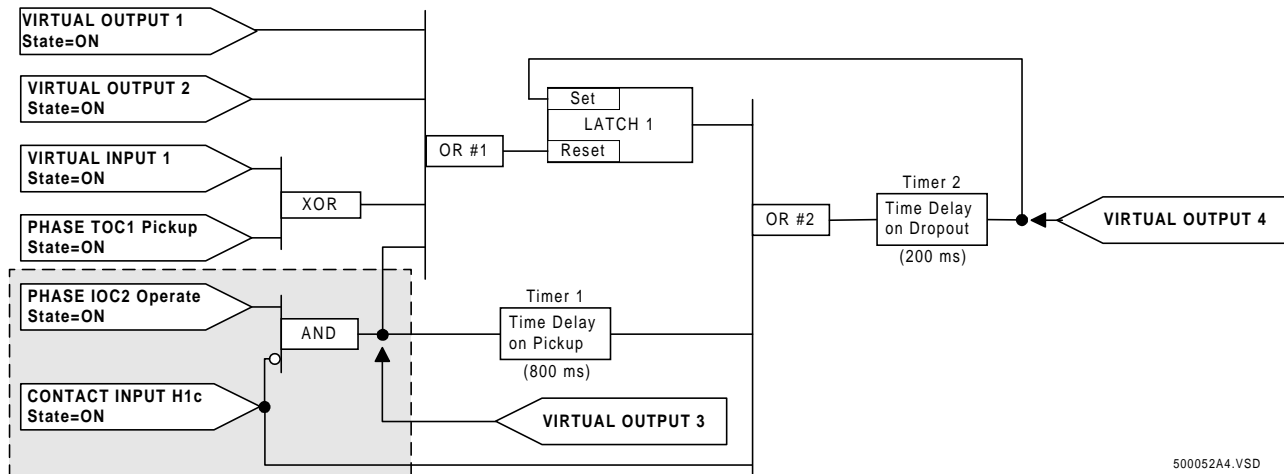 VIRTUAL OUTPUT 1
State=ON
VIRTUAL OUTPUT 2
State=ON
VIRTUAL INPUT 1
State=ON
PHASE TOC1 Pickup
State=ON
PHASE IOC2 Operate
State=ON
CONTACT INPUT H1c
State=ON
XOR
AND
OR #1
Set
LATCH 1
Reset
Timer 1
Time Delay
on Pickup
(800 ms)
VIRTUAL OUTPUT 3
OR #2
Timer 2
Time Delay
on Dropout
(200 ms)
VIRTUAL OUTPUT 4
500052A4.VSD